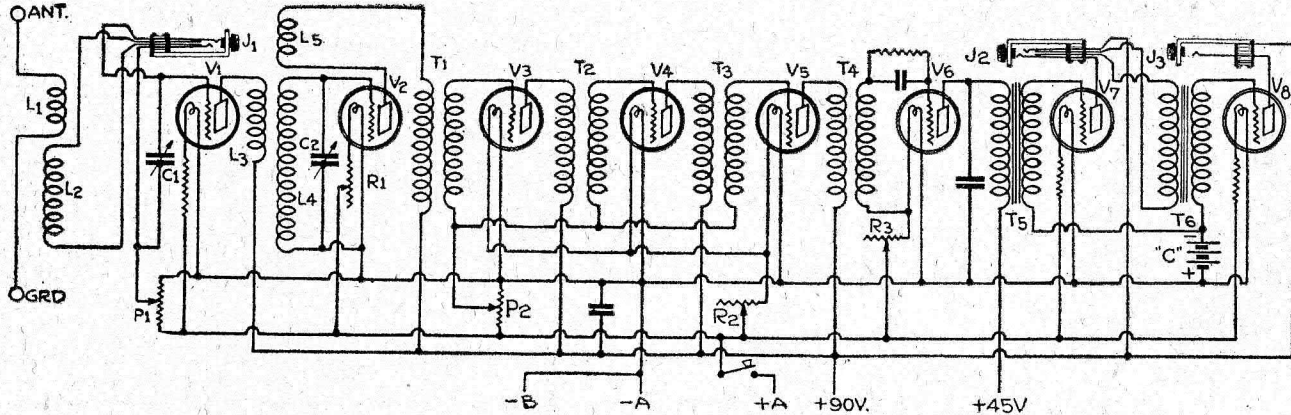 ANT.
J1
J2
J3
L5
V1
V2
T1
V3
T2
V4
T3
V5
T4
V6
V7
V8
L1
L2
C1
L3
C2
L4
R1
R3
T5
T6
"C"
+
GRD
P1
P2
R2
-B
-A
+A
+90V.
+45V